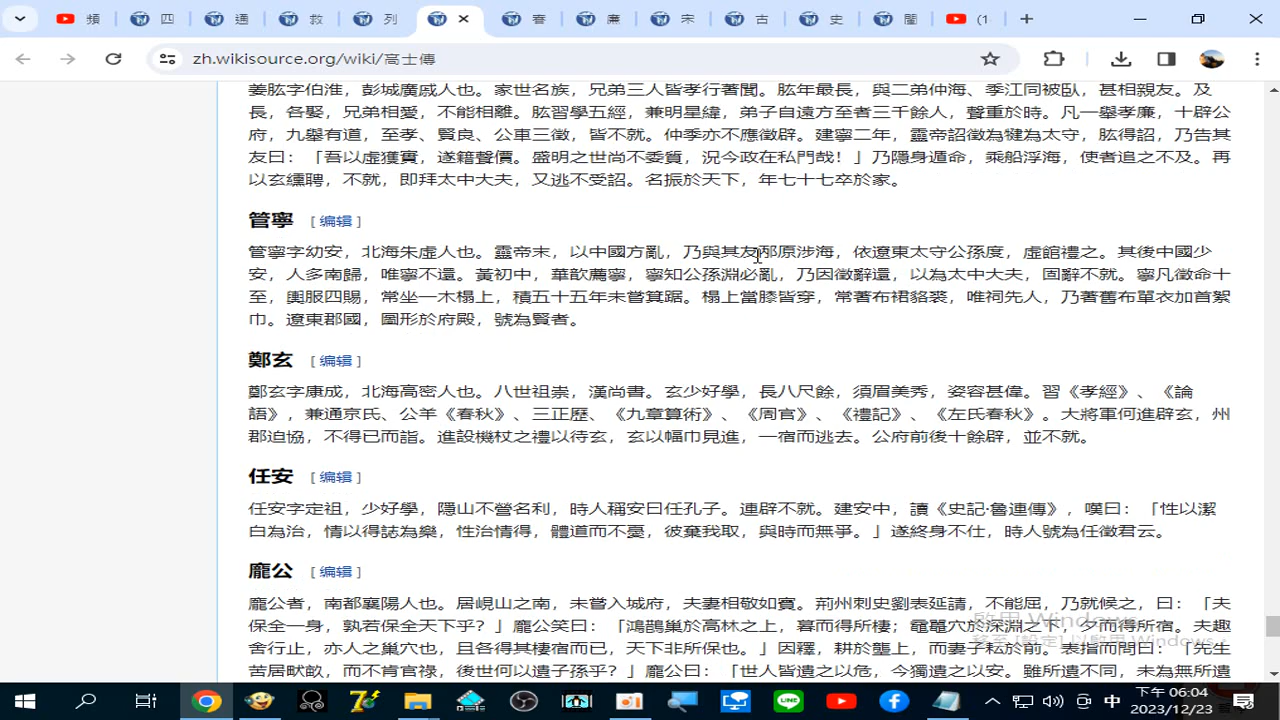 頻
四
通
救
列
春
廉
宋
古
史
閣
(1
zh.wikisource.org/wiki/高士傳
姜肱字伯淮，彭城廣戚人也。家世名族，兄弟三人皆孝行著聞。肱年最長，與二弟仲海、季江同被臥，甚相親友。及
長，各娶，兄弟相愛，不能相離。肱習學五經，兼明星緯，弟子自遠方至者三千餘人，聲重於時。凡一舉孝廉，十辟公
府，九舉有道，至孝、賢良、公車三徵，皆不就。仲季亦不應徵辟。建寧二年，靈帝詔徵為犍為太守，肱得詔，乃告其
友曰：「吾以虛獲實，遂籍聲價。盛明之世尚不委質，況今政在私門哉！」乃隱身遁命，乘船浮海，使者追之不及。再
以玄纁聘，不就，即拜太中大夫，又逃不受詔。名振於天下，年七十七卒於家。
管寧 [编辑]
管寧字幼安，北海朱虛人也。靈帝末，以中國方亂，乃與其友邴原涉海，依遼東太守公孫度，虛館禮之。其後中國少
安，人多南歸，唯寧不還。黃初中，華歆薦寧，寧知公孫淵必亂，乃因徵辭還，以為太中大夫，固辭不就。寧凡徵命十
至，輿服四賜，常坐一木榻上，積五十五年未嘗箕踞。榻上當膝皆穿，常著布裙貉裘，唯祠先人，乃著舊布單衣加首絮
巾。遼東郡國，圖形於府殿，號為賢者。
鄭玄 [编辑]
鄭玄字康成，北海高密人也。八世祖崇，漢尚書。玄少好學，長八尺餘，須眉美秀，姿容甚偉。習《孝經》、《論
語》，兼通京氏、公羊《春秋》、三正歷、《九章算術》、《周官》、《禮記》、《左氏春秋》。大將軍何進辟玄，州
郡迫協，不得已而詣。進設機杖之禮以待玄，玄以幅巾見進，一宿而逃去。公府前後十餘辟，並不就。
任安 [编辑]
任安字定祖，少好學，隱山不營名利，時人稱安曰任孔子。連辟不就。建安中，讀《史記·魯連傳》，嘆曰：「性以潔
白為治，情以得誌為樂，性治情得，體道而不憂，彼棄我取，與時而無爭。」遂終身不仕，時人號為任徵君云。
龐公 [编辑]
龐公者，南郡襄陽人也。居峴山之南，未嘗入城府，夫妻相敬如賓。荊州刺史劉表延請，不能屈，乃就候之，曰：「夫
保全一身，孰若保全天下乎？」龐公笑曰：「鴻鵲巢於高林之上，暮而得所棲；黿鼉穴於深淵之下，夕而得所宿。夫趣
舍行止，亦人之巢穴也，且各得其棲宿而已，天下非所保也。」因釋，耕於壟上，而妻子耘於前。表指而問曰：「先生
苦居畎畝，而不肯官祿，後世何以遺子孫乎？」龐公曰：「世人皆遺之以危，今獨遺之以安。雖所遺不同，未為無所遺
啟用 Windows
移至 [設定] 以啟用 Windows。
中
下午 06:04
2023/12/23